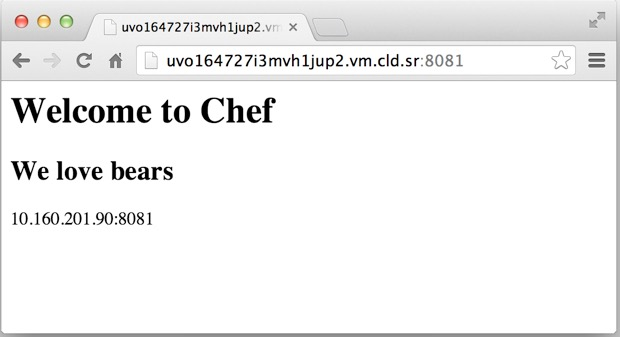 uvo164727i3mvh1jup2.vm
uvo164727i3mvh1jup2.vm.cld.sr:8081
Welcome to Chef
We love bears
10.160.201.90:8081